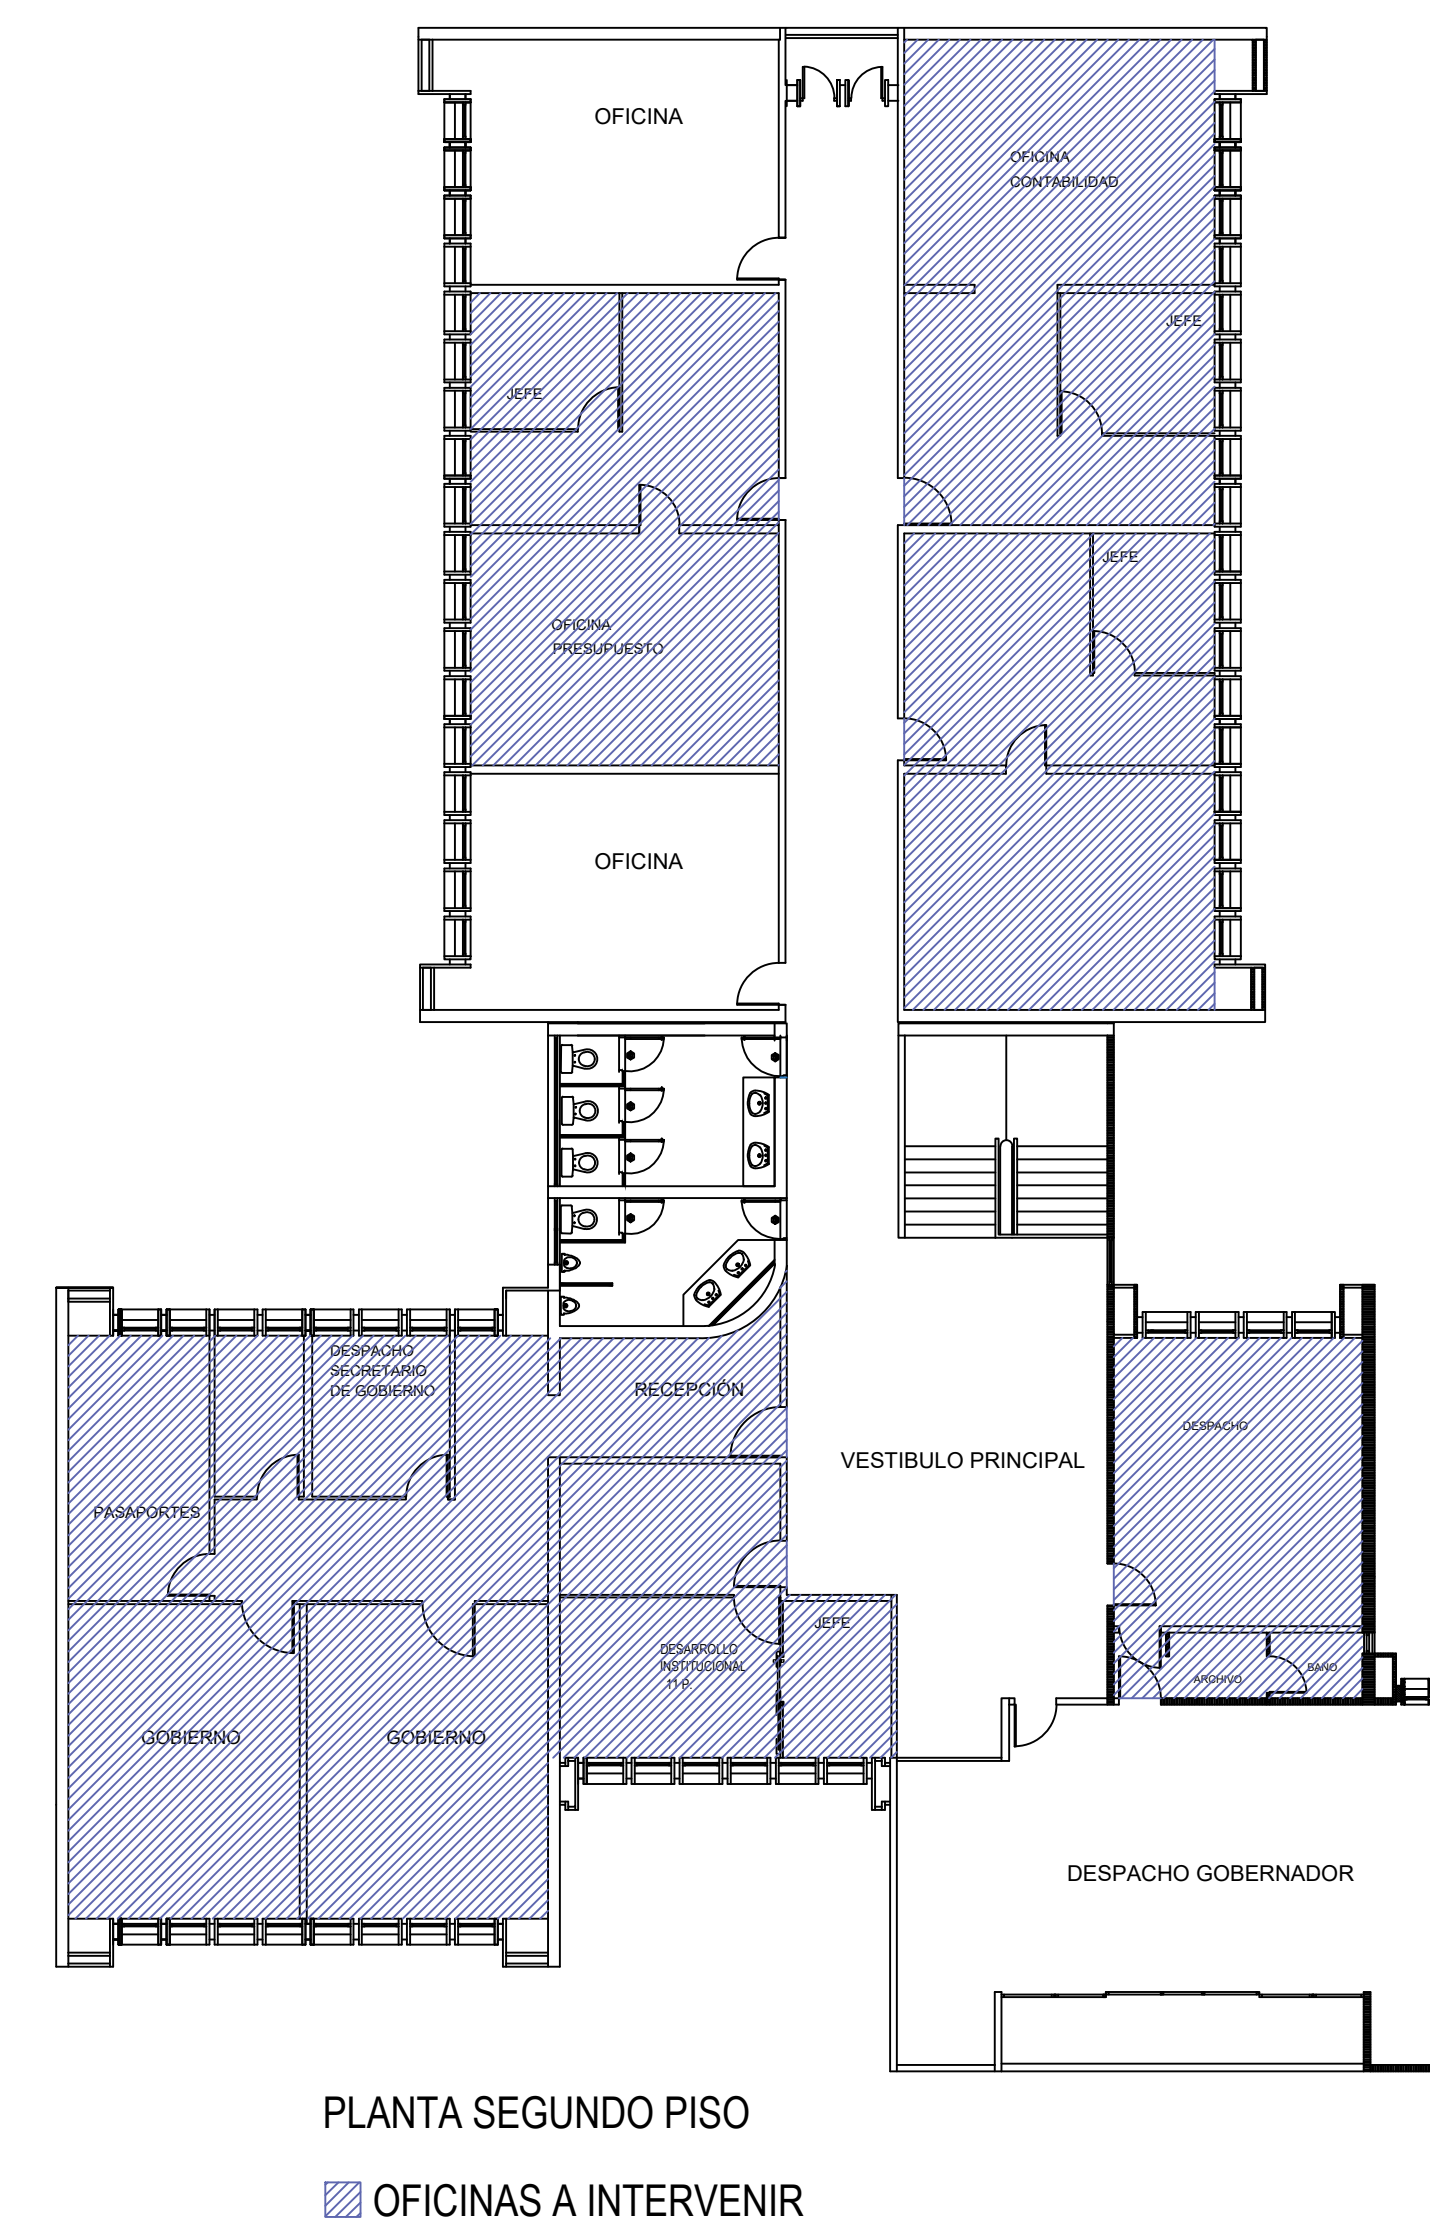 OFICINA
OFICINA
CONTABILIDAD
JEFE
JEFE
JEFE
OFICINA
PRESUPUESTO
OFICINA
DESPACHO
SECRETARIO
DE GOBIERNO
RECEPCIÓN
DESPACHO
VESTIBULO PRINCIPAL
PASAPORTES
JEFE
DESARROLLO
INSTITUCIONAL
11 P.
ARCHIVO
BAÑO
GOBIERNO
GOBIERNO
DESPACHO GOBERNADOR
PLANTA SEGUNDO PISO
OFICINAS A INTERVENIR